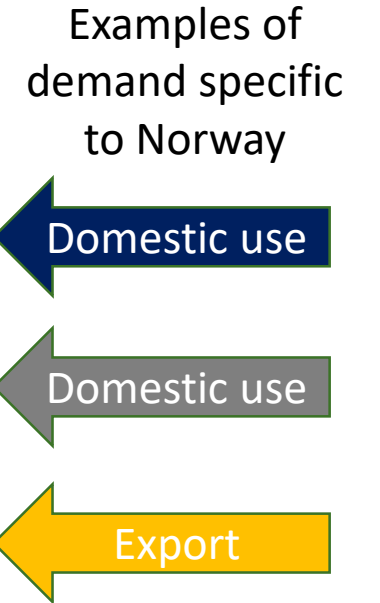 Examples of
demand specific
to Norway
Domestic use
Domestic use
Export